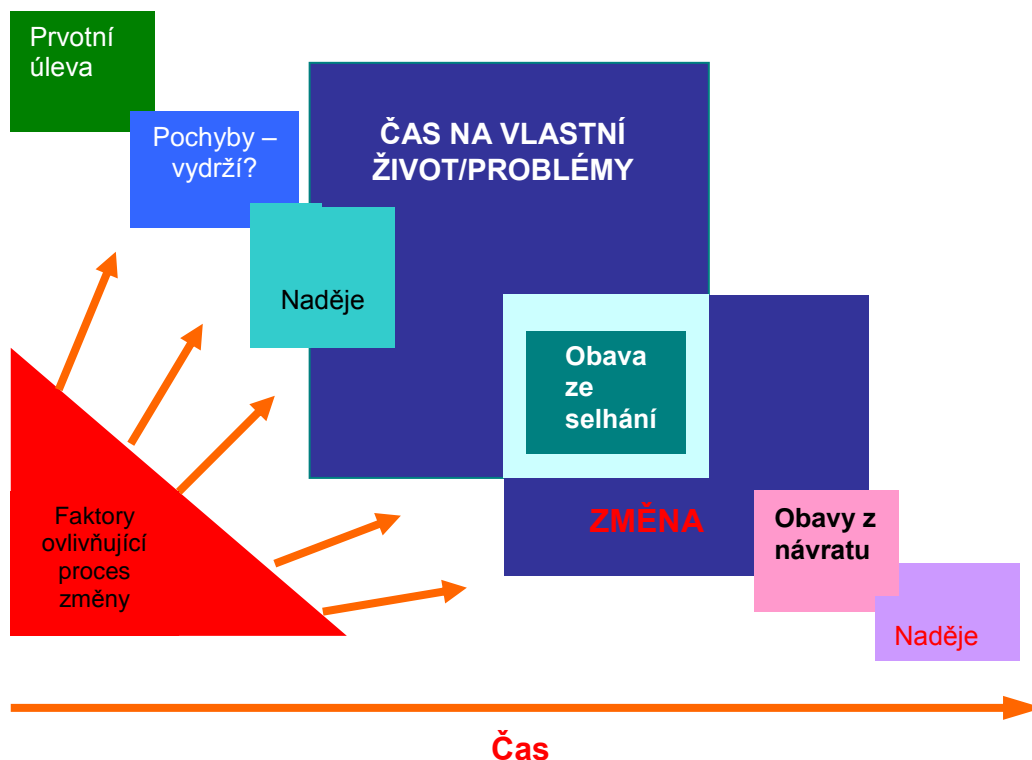 Prvotní
úleva
Pochyby –
vydrží?
ČAS NA VLASTNÍ
ŽIVOT/PROBLÉMY
Naděje
Obava
ze
selhání
ZMĚNA
Obavy z
návratu
Naděje
Faktory
ovlivňující
proces
změny
Čas